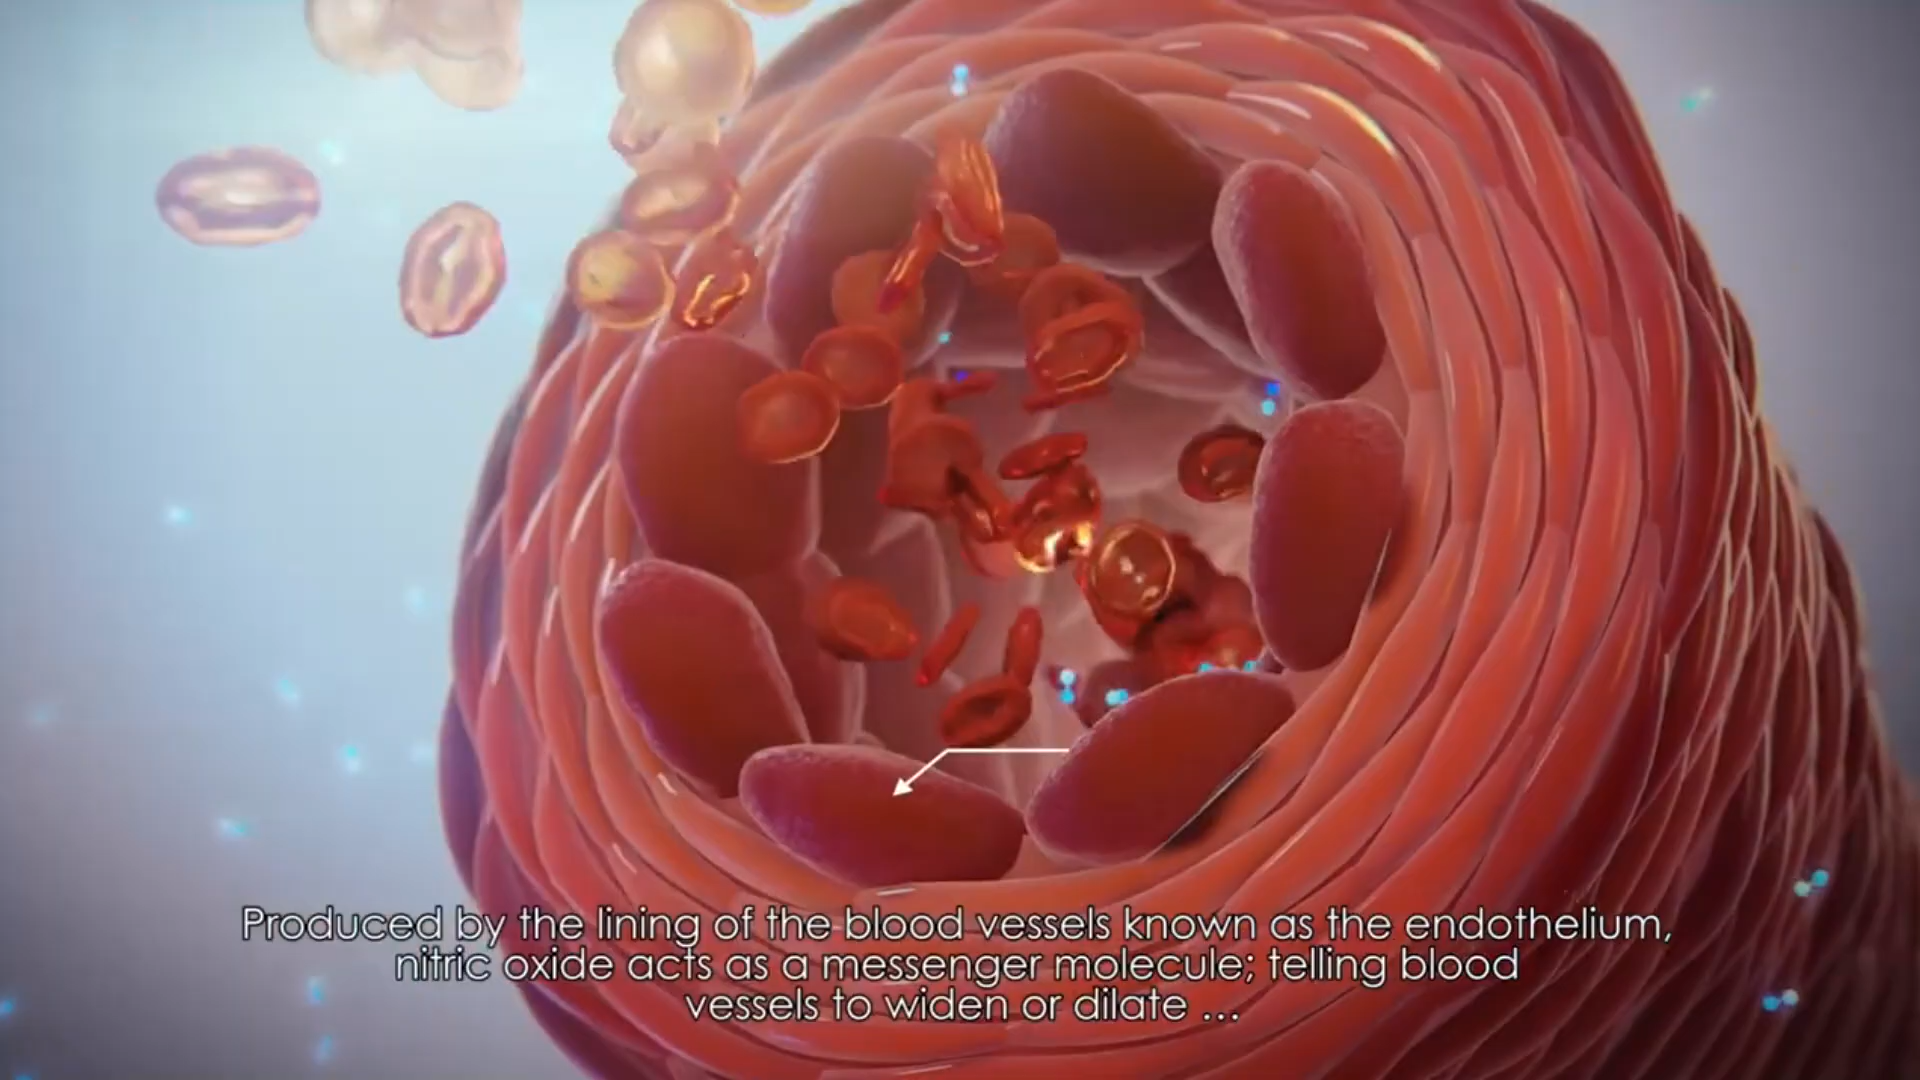 Produced by the lining of the blood vessels known as the endothelium,
nitric oxide acts as a messenger molecule; telling blood
vessels to widen or dilate ...